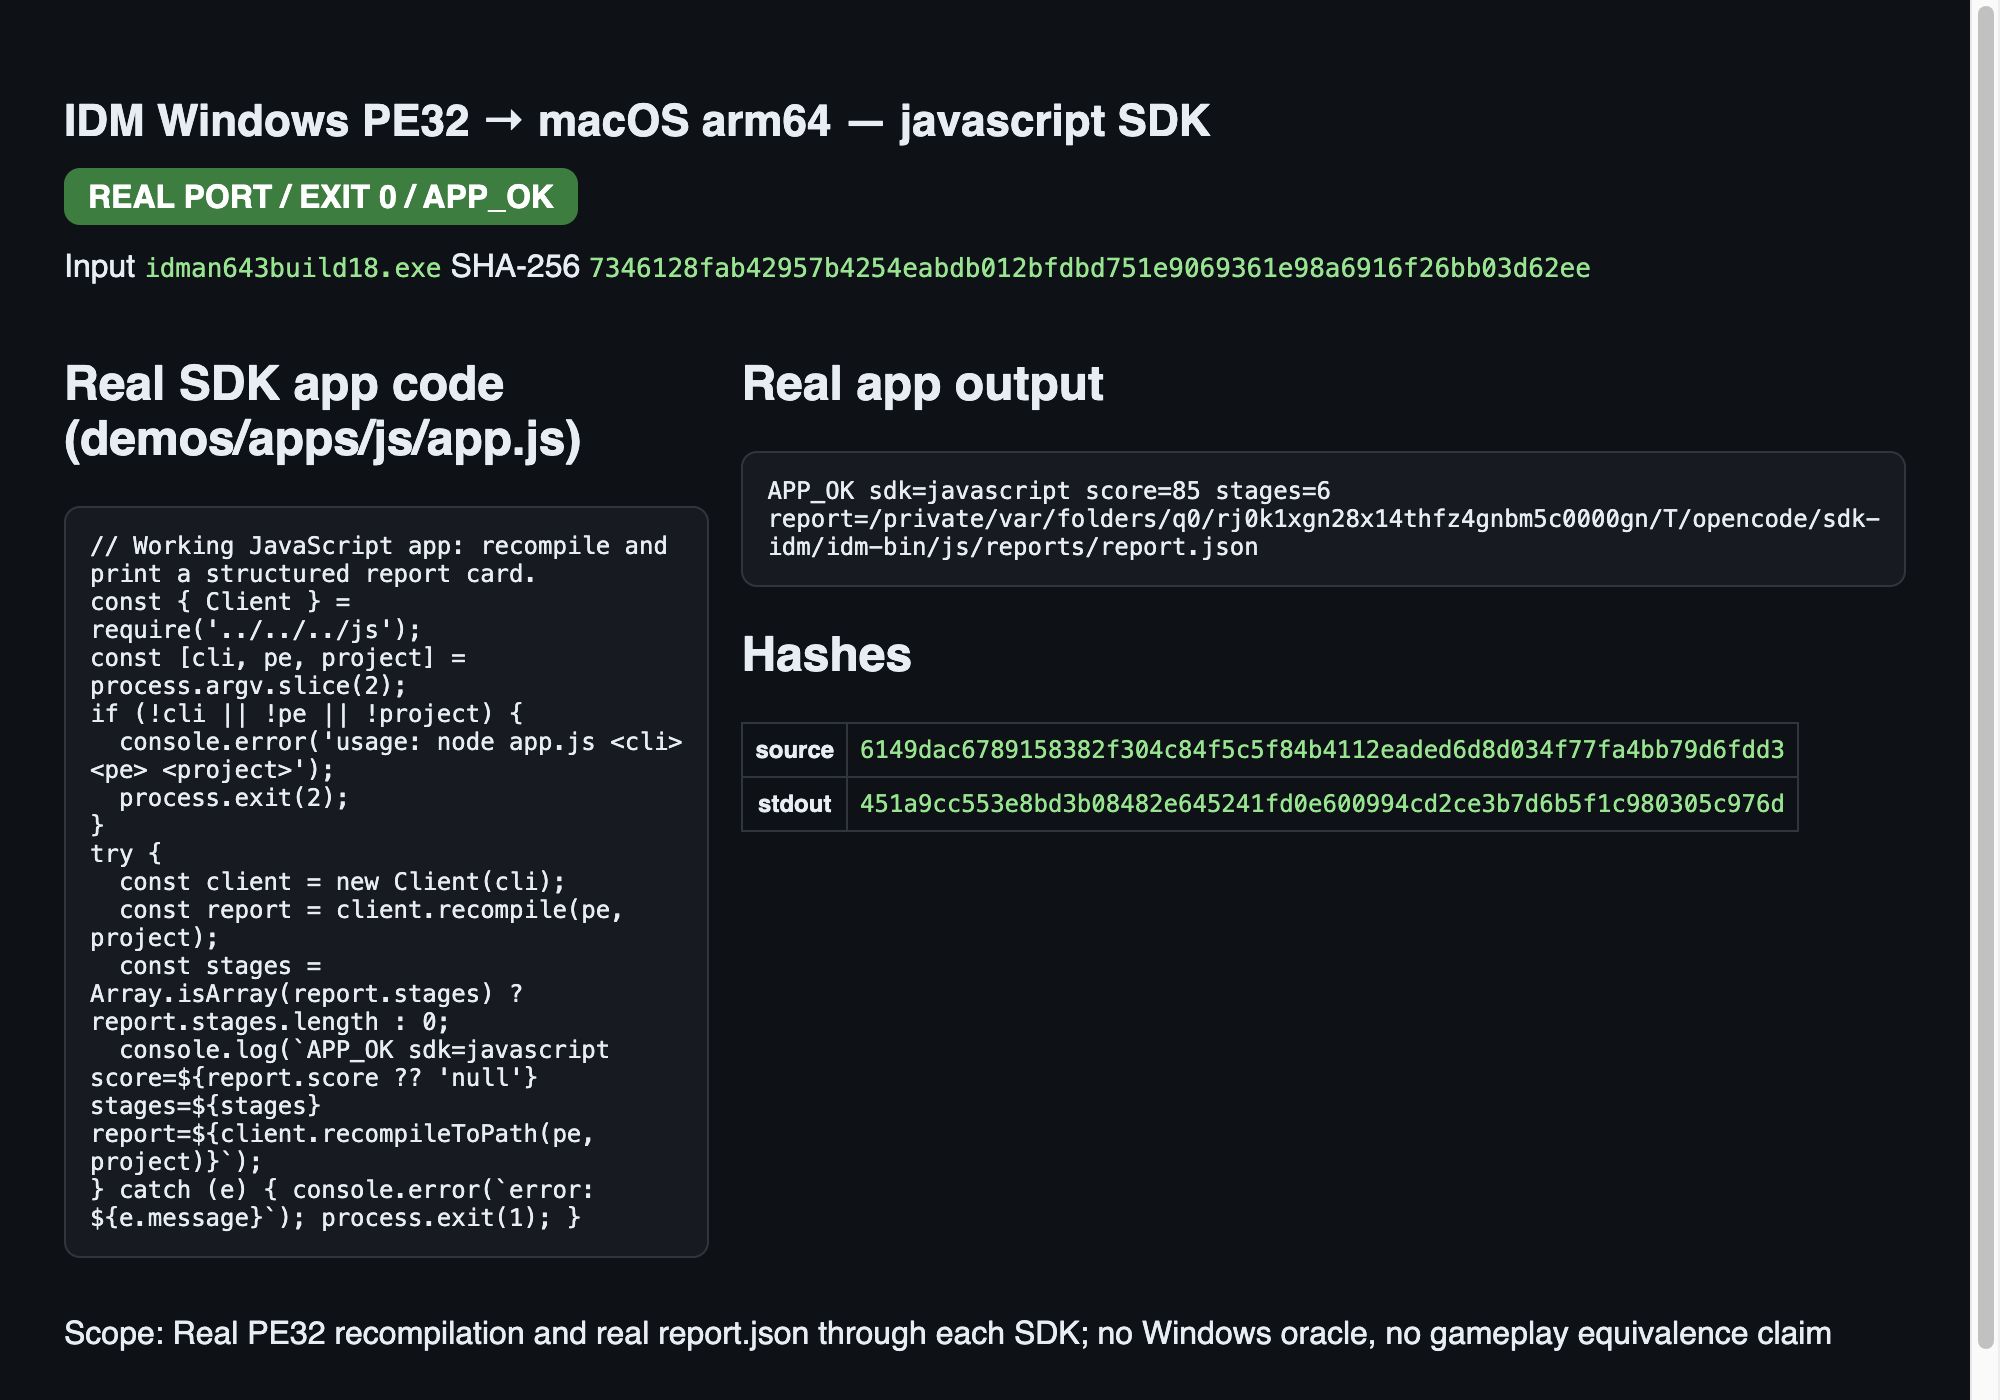 IDM Windows PE32 → macOS arm64 — javascript SDK
REAL PORT / EXIT 0 / APP_OK
Input idman643build18.exe SHA-256 7346128fab42957b4254eabdb012bfdbd751e9069361e98a6916f26bb03d62ee
Real SDK app code
(demos/apps/js/app.js)
// Working JavaScript app: recompile and
print a structured report card.
const { Client } =
require('../../../js');
const [cli, pe, project] =
process.argv.slice(2);
if (!cli || !pe || !project) {
  console.error('usage: node app.js <cli>
<pe> <project>');
  process.exit(2);
}
try {
  const client = new Client(cli);
  const report = client.recompile(pe,
project);
  const stages =
Array.isArray(report.stages) ?
report.stages.length : 0;
  console.log(`APP_OK sdk=javascript
score=${report.score ?? 'null'}
stages=${stages}
report=${client.recompileToPath(pe,
project)}`);
} catch (e) { console.error(`error:
${e.message}`); process.exit(1); }
Real app output
APP_OK sdk=javascript score=85 stages=6
report=/private/var/folders/q0/rj0k1xgn28x14thfz4gnbm5c0000gn/T/opencode/sdk-
idm/idm-bin/js/reports/report.json
Hashes
source 6149dac6789158382f304c84f5c5f84b4112eaded6d8d034f77fa4bb79d6fdd3
stdout 451a9cc553e8bd3b08482e645241fd0e600994cd2ce3b7d6b5f1c980305c976d
Scope: Real PE32 recompilation and real report.json through each SDK; no Windows oracle, no gameplay equivalence claim